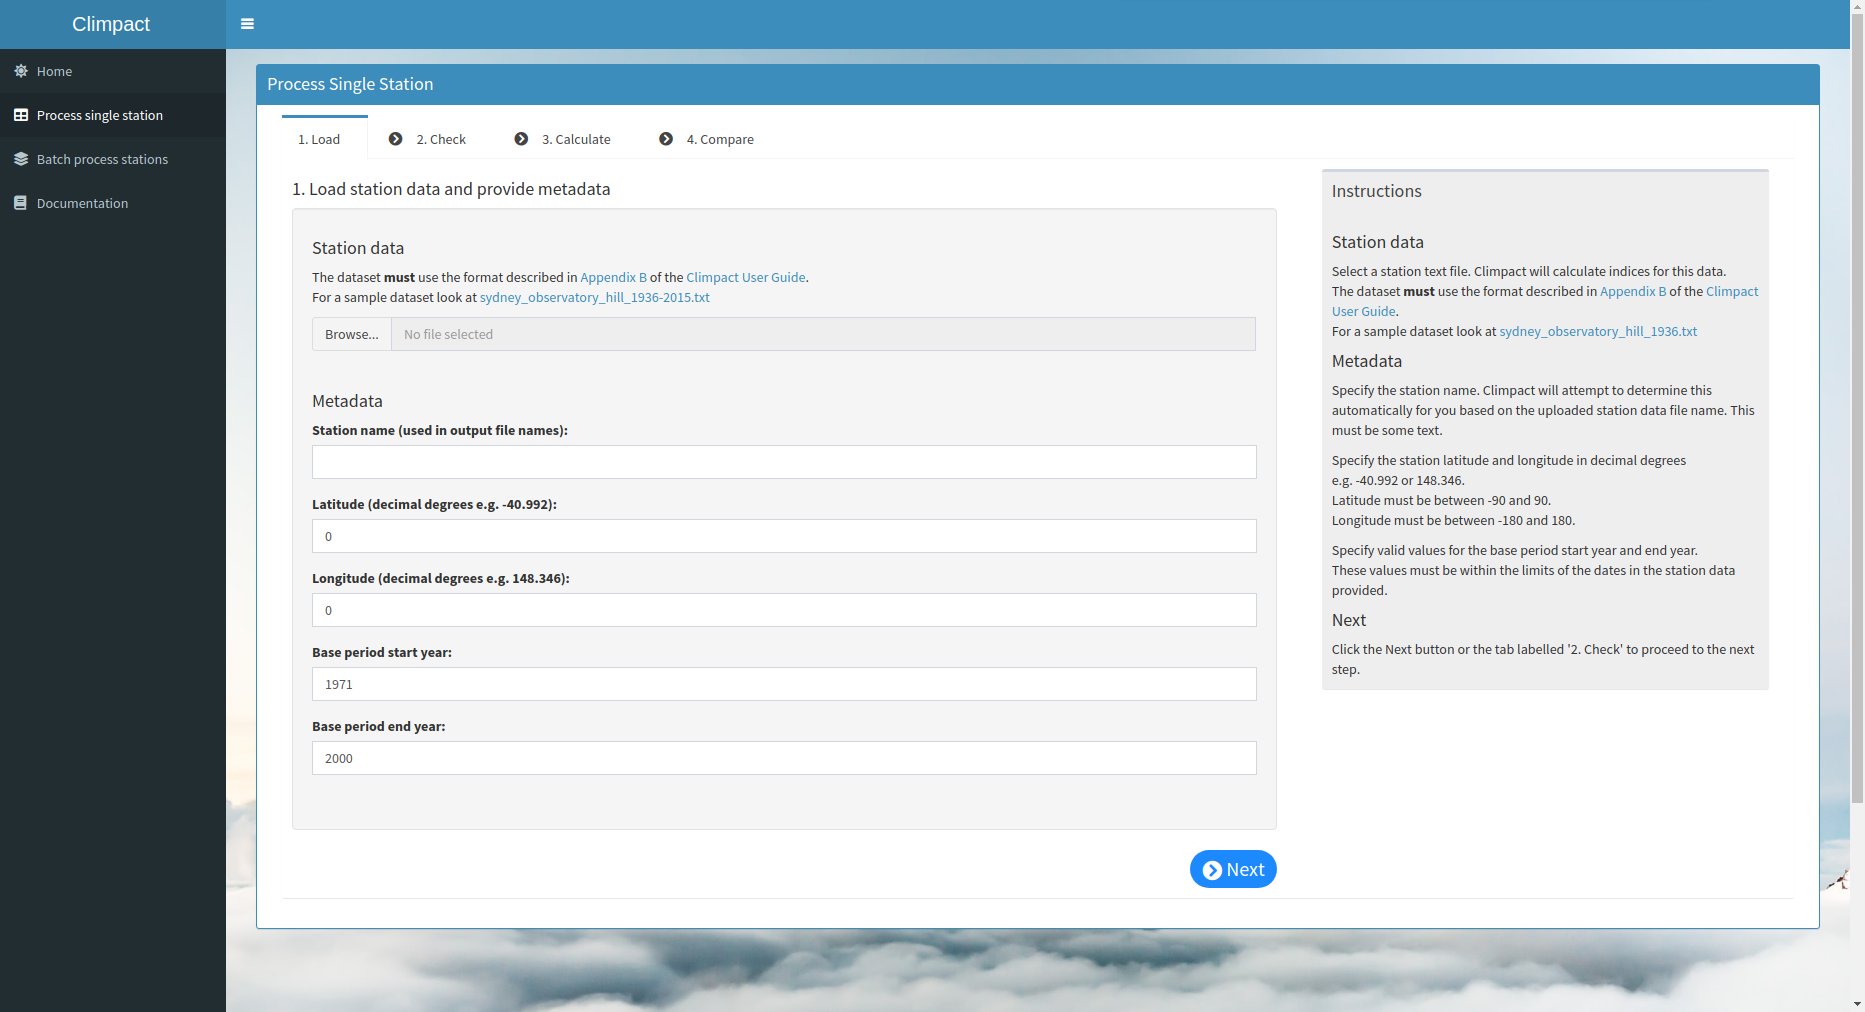 Climpact
Home
Process single station
Batch process stations
Documentation
Process Single Station
1. Load
2. Check
3. Calculate
4. Compare
1. Load station data and provide metadata
Station data
The dataset must use the format described in Appendix B of the Climpact User Guide.
For a sample dataset look at sydney_observatory_hill_1936-2015.txt
Browse...
No file selected
Metadata
Station name (used in output file names):
Latitude (decimal degrees e.g. -40.992):
0
Longitude (decimal degrees e.g. 148.346):
0
Base period start year:
1971
Base period end year:
2000
Next
Instructions
Station data
Select a station text file. Climpact will calculate indices for this data.
The dataset must use the format described in Appendix B of the Climpact
User Guide.
For a sample dataset look at sydney_observatory_hill_1936.txt
Metadata
Specify the station name. Climpact will attempt to determine this
automatically for you based on the uploaded station data file name. This
must be some text.
Specify the station latitude and longitude in decimal degrees
e.g. -40.992 or 148.346.
Latitude must be between -90 and 90.
Longitude must be between -180 and 180.
Specify valid values for the base period start year and end year.
These values must be within the limits of the dates in the station data
provided.
Next
Click the Next button or the tab labelled '2. Check' to proceed to the next
step.